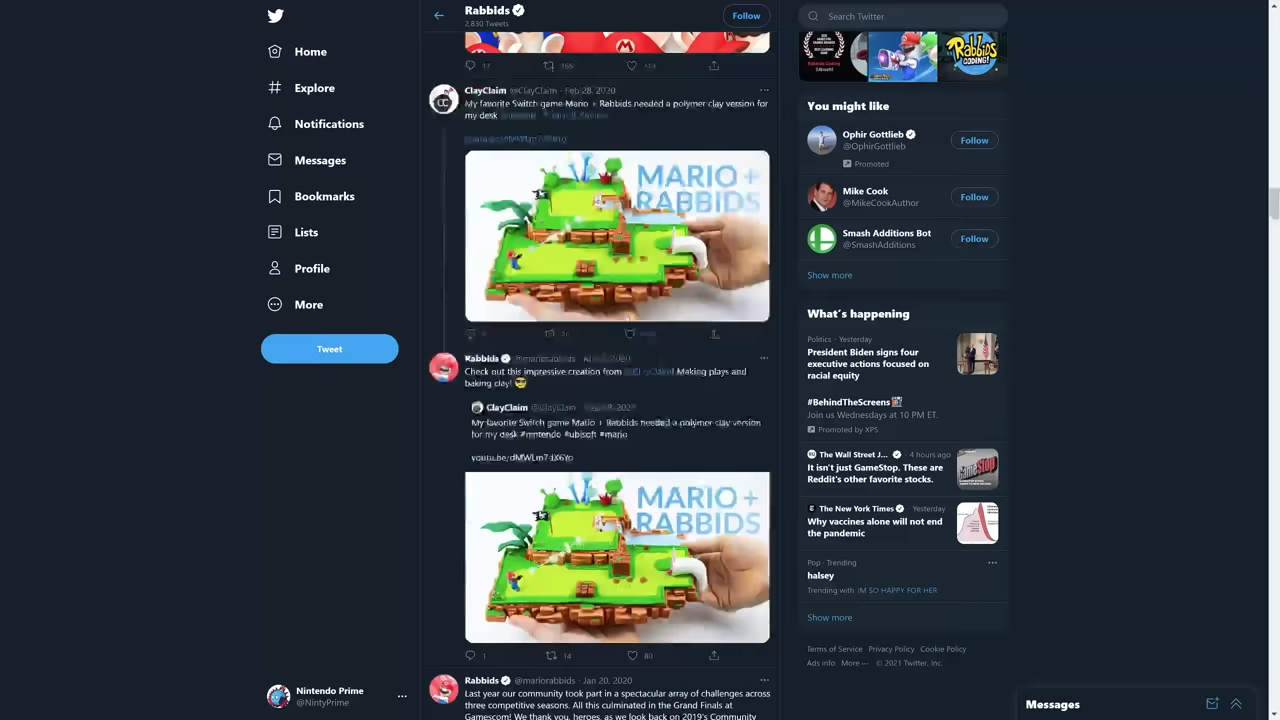 Home
Explore
Notifications
Messages
Bookmarks
Lists
Profile
More
Tweet
Nintendo Prime
@NintyPrime
Rabbids
2,830 Tweets
Follow
17
168
ClayClaim @ClayClaim · Feb 28, 2020
My favorite Switch game Mario + Rabbids needed a polymer clay version for
my desk
MARIO +
RABBIDS
Rabbids
Check out this impressive creation from
Making plays and
baking clay!
ClayClaim @ClayClaim
My favorite Switch game Mario + Rabbids needed a polymer clay version
for my desk #nintendo #ubisoft #mario
MARIO +
RABBIDS
1
14
80
Rabbids @mariorabbids · Jan 20, 2020
Last year our community took part in a spectacular array of challenges across
three competitive seasons. All this culminated in the Grand Finals at
Gamescom! We thank you, heroes, as we look back on 2019's Community
Search Twitter
Rabbids
CODING!
You might like
Ophir Gottlieb
@OphirGottlieb
Follow
Promoted
Mike Cook
@MikeCookAuthor
Follow
Smash Additions Bot
@SmashAdditions
Follow
Show more
What's happening
Politics · Yesterday
President Biden signs four
executive actions focused on
racial equity
#BehindTheScreens
Join us Wednesdays at 10 PM ET.
Promoted by XPS
The Wall Street J... · 4 hours ago
It isn't just GameStop. These are
Reddit's other favorite stocks.
GameStop
The New York Times Yesterday
Why vaccines alone will not end
the pandemic
Pop · Trending
halsey
Trending with IM SO HAPPY FOR HER
Show more
Terms of Service Privacy Policy Cookie Policy
Ads info More ··· © 2021 Twitter, Inc.
Messages